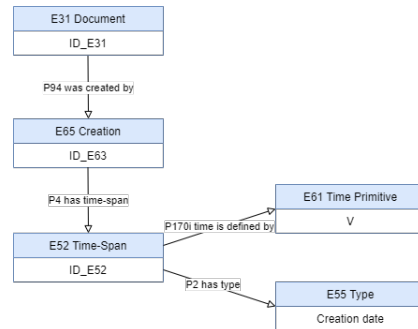 E31 Document
ID_E31
P94 was created by
E65 Creation
ID_E63
P4 has time-span
E52 Time-Span
ID_E52
P170i time is defined by
E61 Time Primitive
V
P2 has type
E55 Type
Creation date